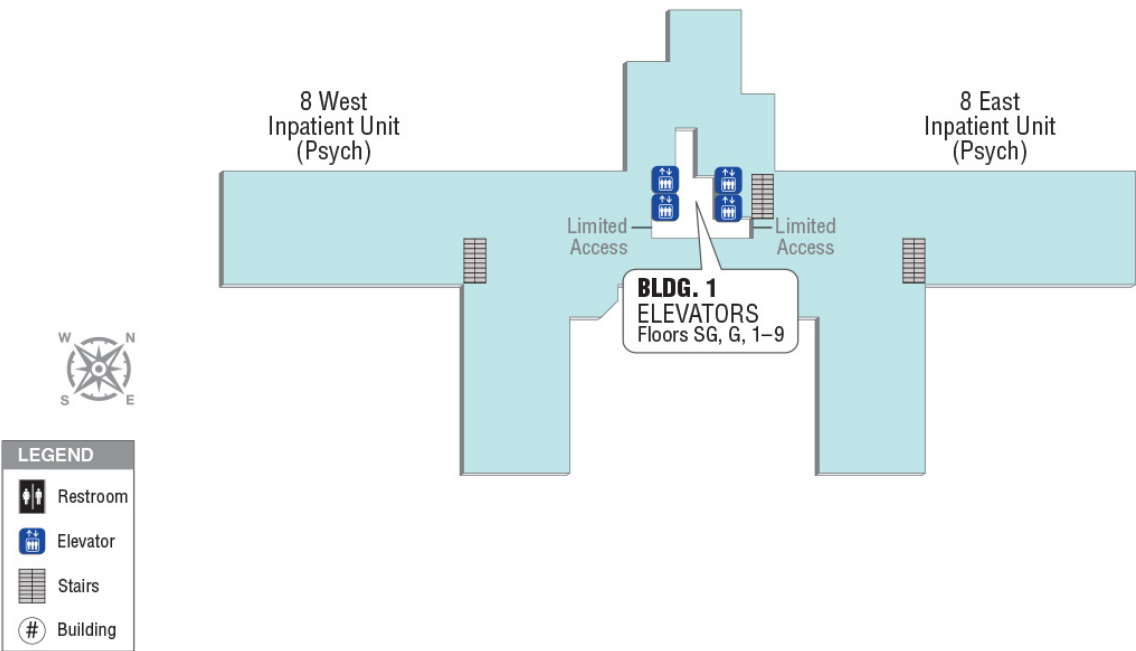 8 West
Inpatient Unit
(Psych)
8 East
Inpatient Unit
(Psych)
Limited
Access
Limited
Access
BLDG. 1
ELEVATORS
Floors SG, G, 1–9
W
N
S
E
LEGEND
Restroom
Elevator
Stairs
#
Building